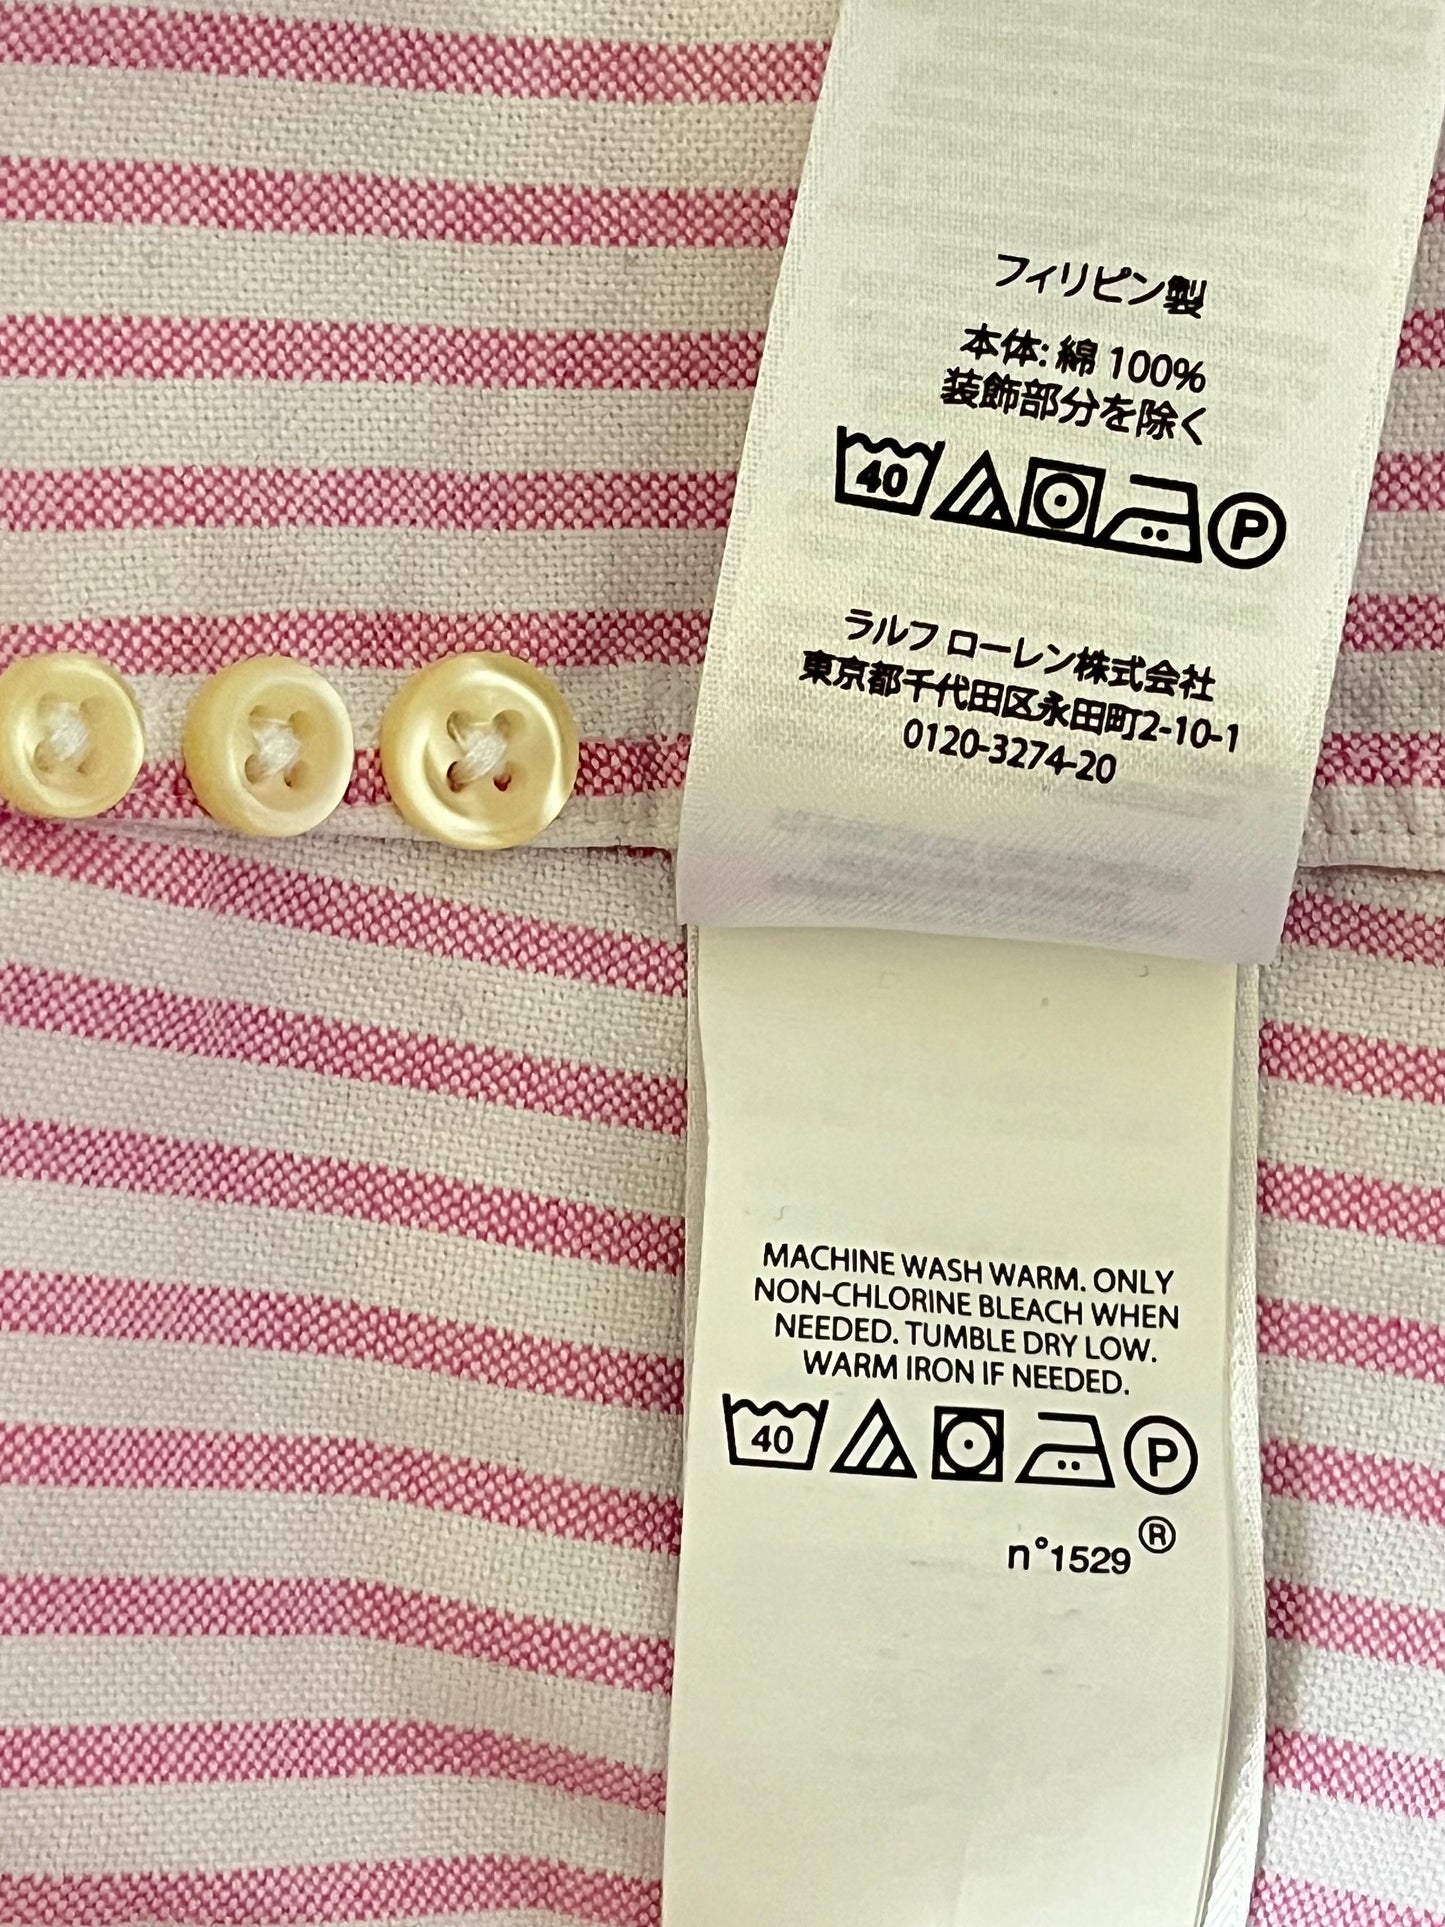 フィリピン製
本体: 綿 100%
装飾部分を除く
40 P
ラルフ ローレン株式会社
東京都千代田区永田町2-10-1
0120-3274-20
MACHINE WASH WARM. ONLY
NON-CHLORINE BLEACH WHEN
NEEDED. TUMBLE DRY LOW.
WARM IRON IF NEEDED.
40 P
n°1529®